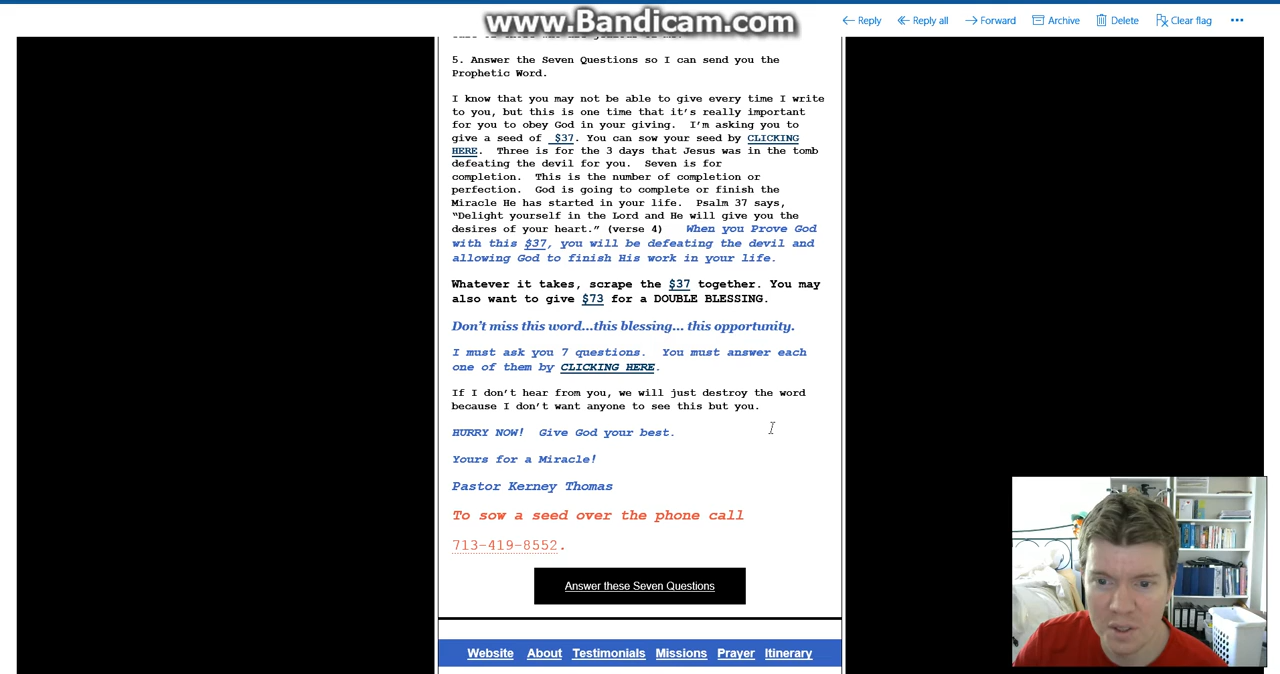 www.Bandicam.com
Reply
Reply all
Forward
Archive
Delete
Clear flag
5. Answer the Seven Questions so I can send you the
Prophetic Word.
I know that you may not be able to give every time I write
to you, but this is one time that it's really important
for you to obey God in your giving.  I'm asking you to
give a seed of  $37. You can sow your seed by CLICKING
HERE.  Three is for the 3 days that Jesus was in the tomb
defeating the devil for you.  Seven is for
completion.  This is the number of completion or
perfection.  God is going to complete or finish the
Miracle He has started in your life.  Psalm 37 says,
“Delight yourself in the Lord and He will give you the
desires of your heart.” (verse 4)   When you Prove God
with this $37, you will be defeating the devil and
allowing God to finish His work in your life.
Whatever it takes, scrape the $37 together. You may
also want to give $73 for a DOUBLE BLESSING.
Don't miss this word...this blessing... this opportunity.
I must ask you 7 questions.  You must answer each
one of them by CLICKING HERE.
If I don't hear from you, we will just destroy the word
because I don't want anyone to see this but you.
HURRY NOW!  Give God your best.
Yours for a Miracle!
Pastor Kerney Thomas
To sow a seed over the phone call
713-419-8552.
Answer these Seven Questions
Website About Testimonials Missions Prayer Itinerary